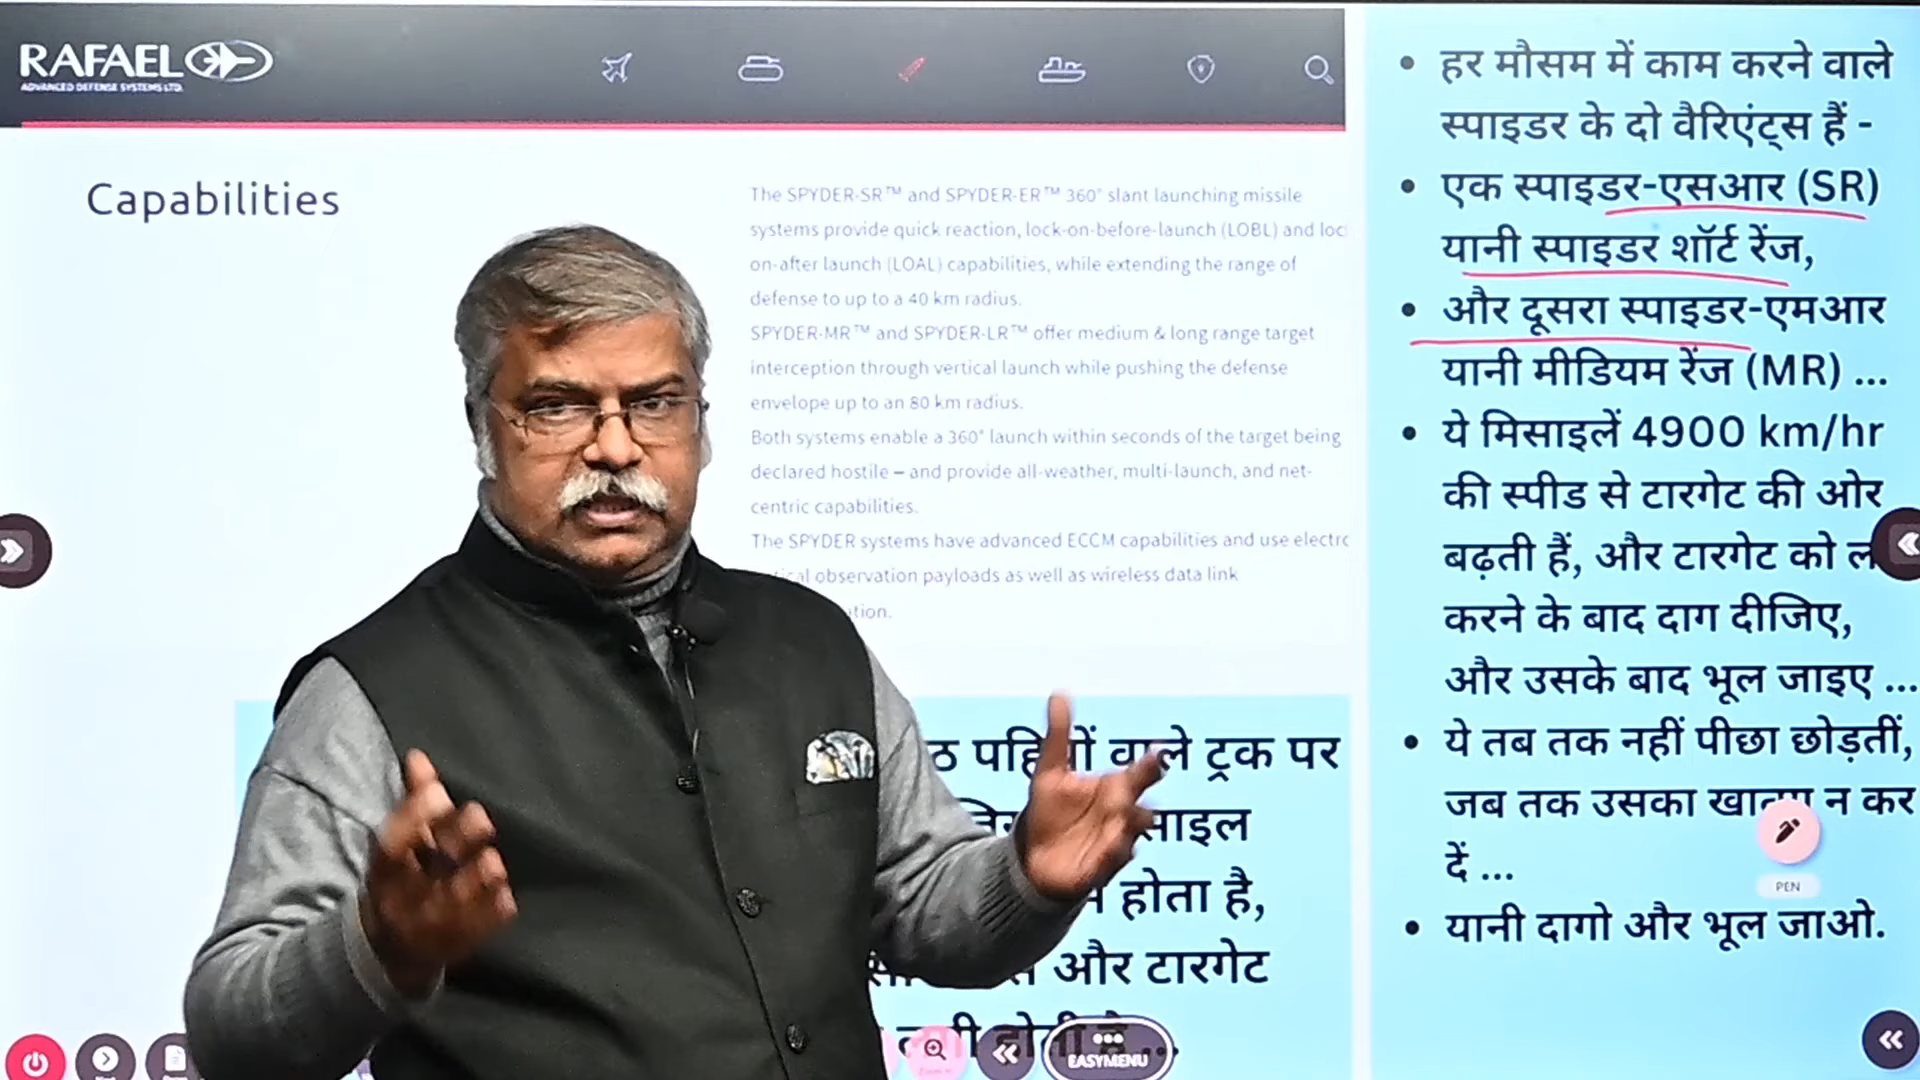 RAFAEL
ADVANCED DEFENSE SYSTEMS LTD.
Capabilities
The SPYDER-SR™ and SPYDER-ER™ 360° slant launching missile
systems provide quick reaction, lock-on-before-launch (LOBL) and loc
on-after launch (LOAL) capabilities, while extending the range of
defense to up to a 40 km radius.
SPYDER-MR™ and SPYDER-LR™ offer medium & long range target
interception through vertical launch while pushing the defense
envelope up to an 80 km radius.
Both systems enable a 360° launch within seconds of the target being
declared hostile – and provide all-weather, multi-launch, and net-
centric capabilities.
The SPYDER systems have advanced ECCM capabilities and use electro
observation payloads as well as wireless data link
पहियों वाले ट्रक पर
होता है,
और टारगेट
होती है ...
• हर मौसम में काम करने वाले
स्पाइडर के दो वैरिएंट्स हैं -
• एक स्पाइडर-एसआर (SR)
यानी स्पाइडर शॉर्ट रेंज,
• और दूसरा स्पाइडर-एमआर
यानी मीडियम रेंज (MR) ...
• ये मिसाइलें 4900 km/hr
की स्पीड से टारगेट की ओर
बढ़ती हैं, और टारगेट को
करने के बाद दाग दीजिए,
और उसके बाद भूल जाइए ...
• ये तब तक नहीं पीछा छोड़तीं,
जब तक उसका खात्मा न कर
दें ...
• यानी दागो और भूल जाओ.
PEN
EASYMENU